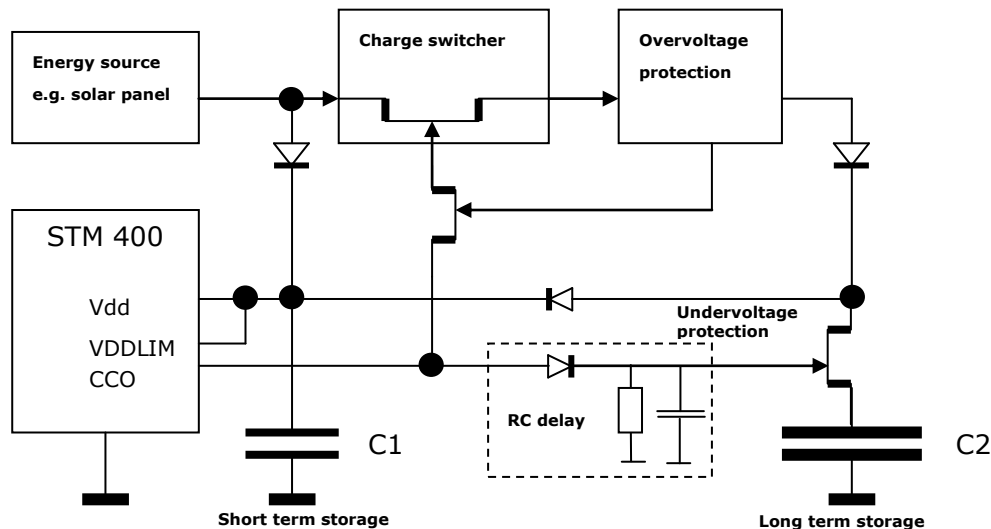 Energy source
e.g. solar panel
Charge switcher
Overvoltage
protection
STM 400
Vdd
VDDLIM
CCO
Undervoltage
protection
RC delay
C1
C2
Short term storage
Long term storage